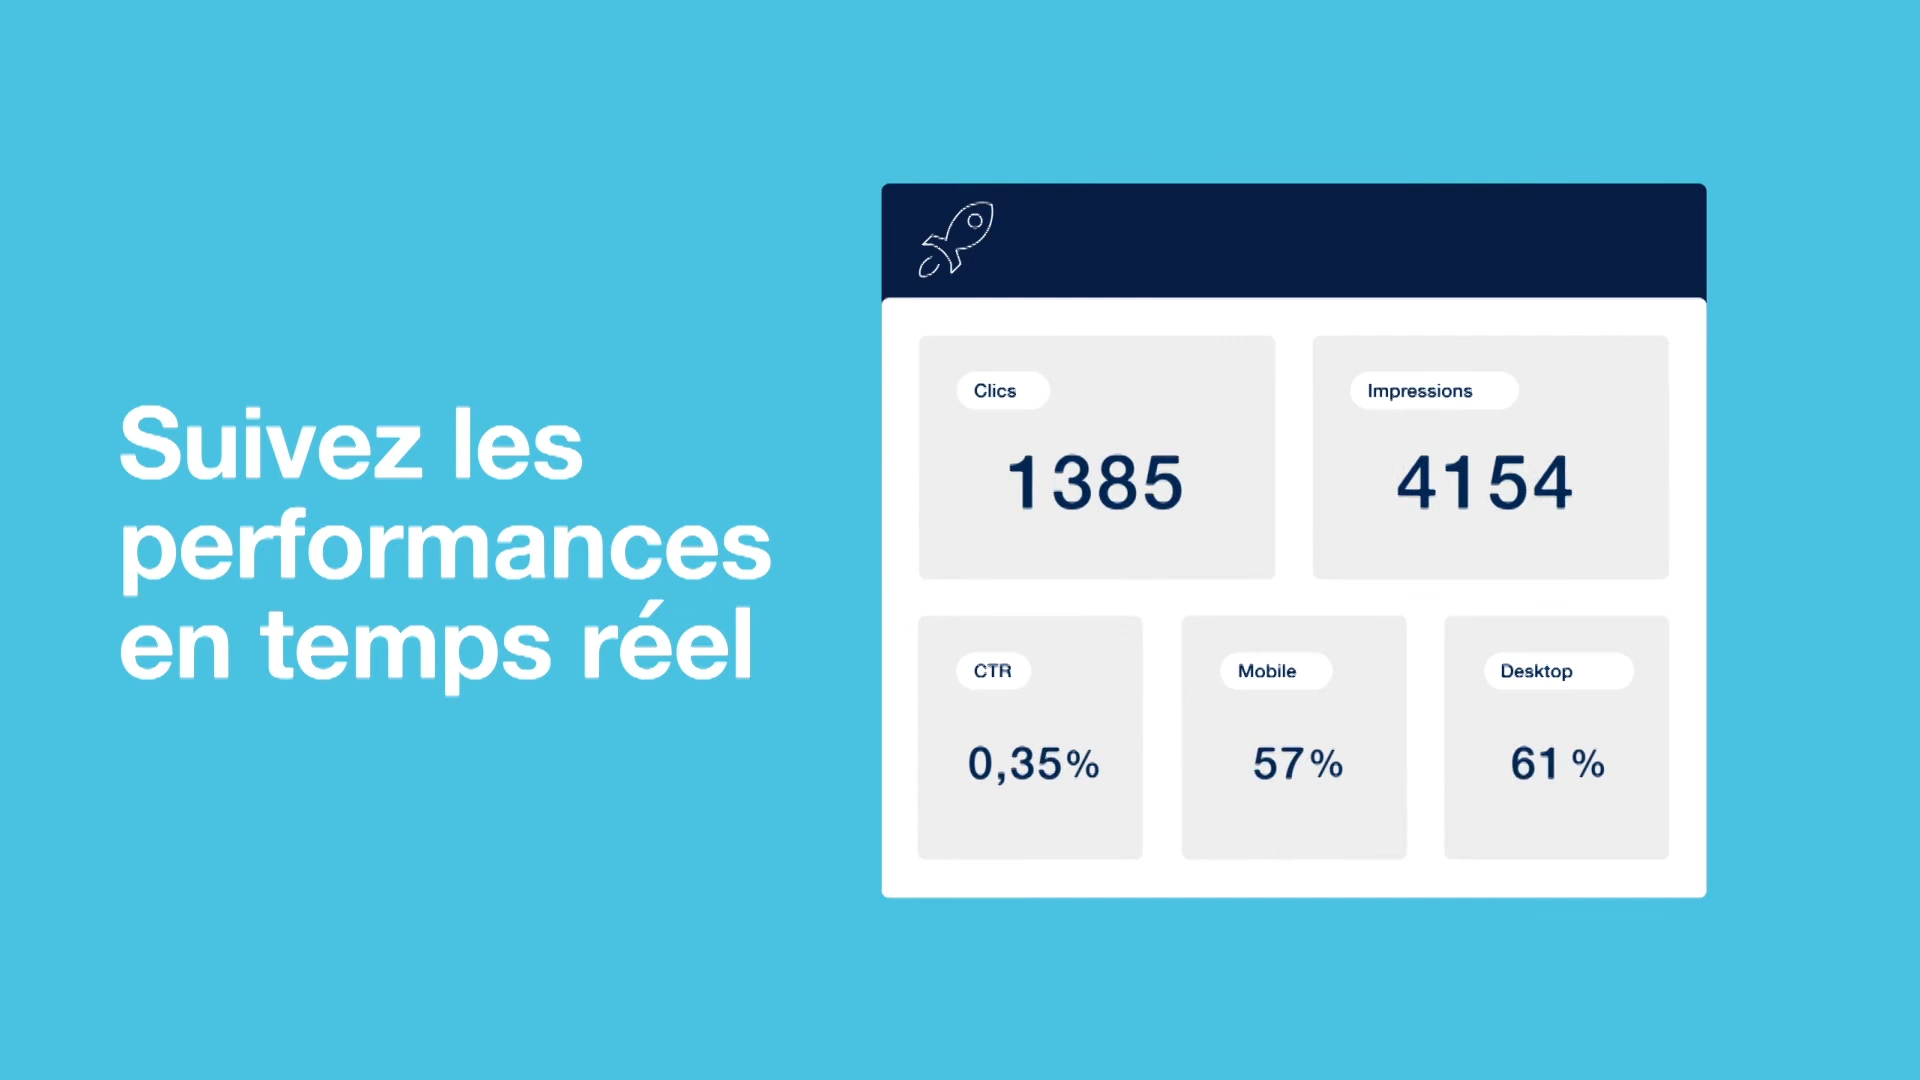 Suivez les
performances
en temps réel
Clics
1385
Impressions
4154
CTR
0,35%
Mobile
57%
Desktop
61 %